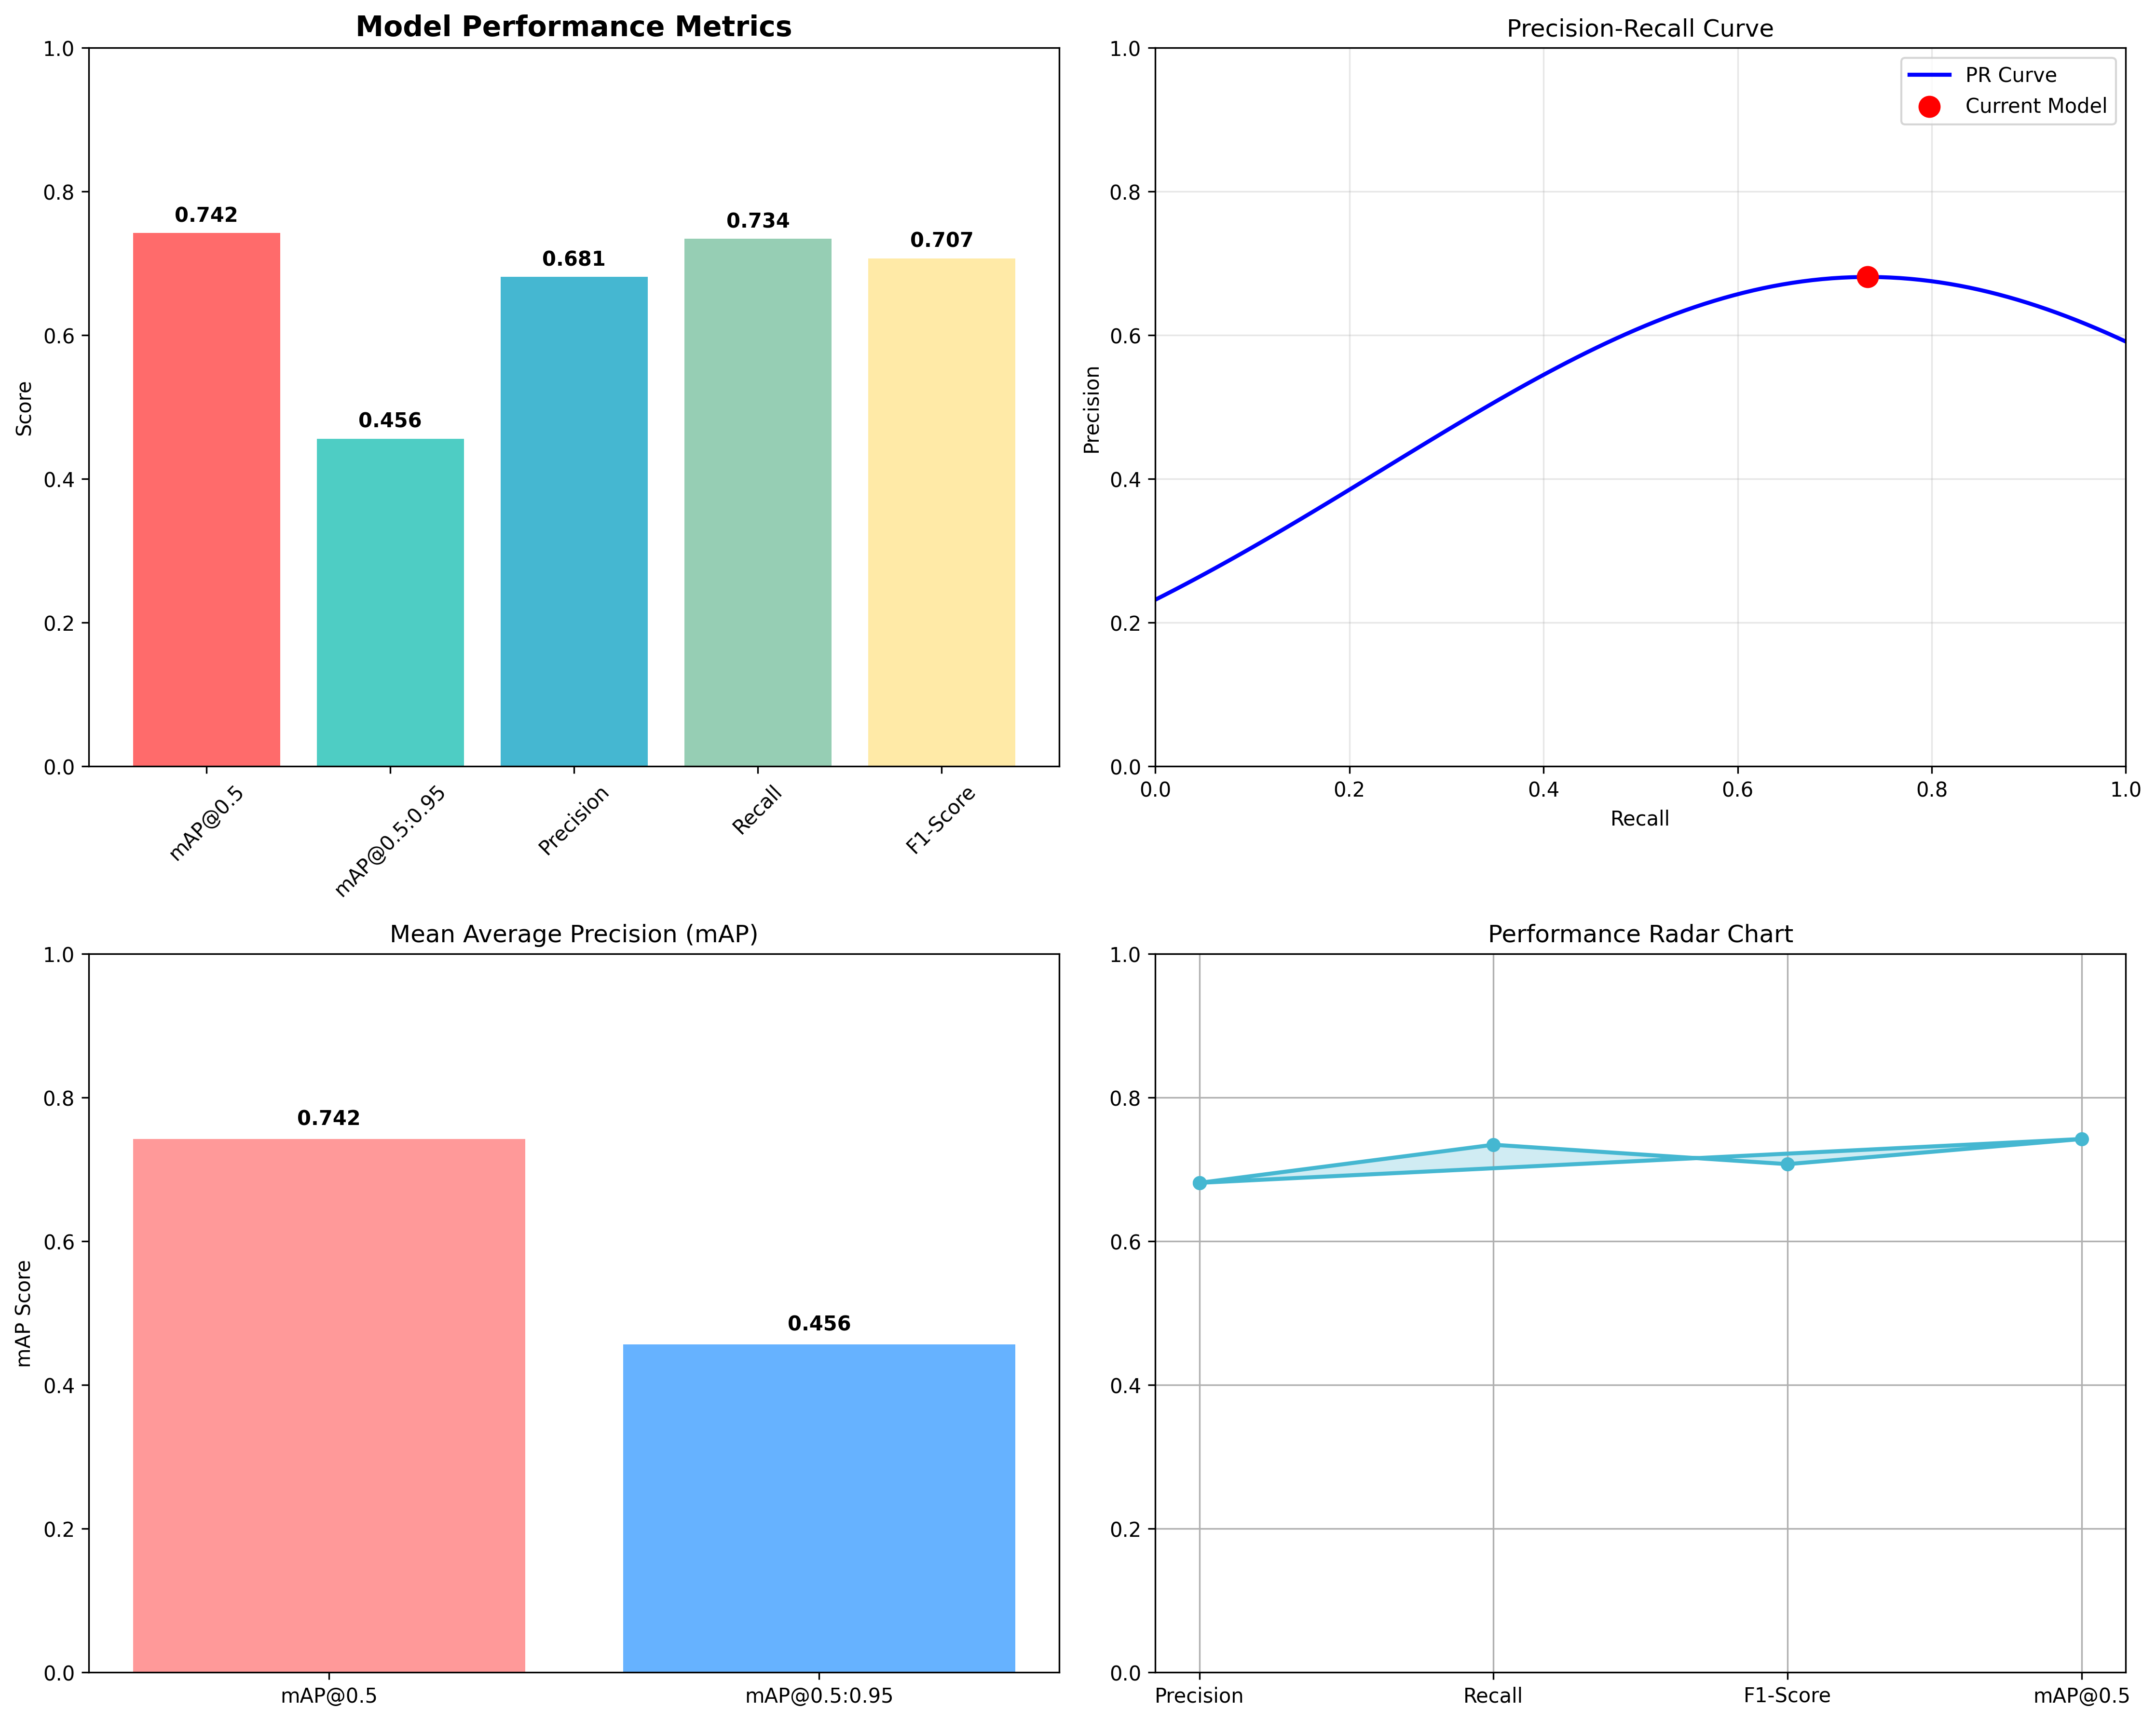 Model Performance Metrics
1.0
0.8
0.6
0.4
0.2
0.0
Score
0.742
0.456
0.681
0.734
0.707
mAP@0.5
mAP@0.5:0.95
Precision
Recall
F1-Score
Precision-Recall Curve
PR Curve
Current Model
1.0
0.8
0.6
0.4
0.2
0.0
Precision
0.0 0.2 0.4 0.6 0.8 1.0
Recall
Mean Average Precision (mAP)
1.0
0.8
0.6
0.4
0.2
0.0
mAP Score
0.742
0.456
mAP@0.5 mAP@0.5:0.95
Performance Radar Chart
1.0
0.8
0.6
0.4
0.2
0.0
Precision Recall F1-Score mAP@0.5